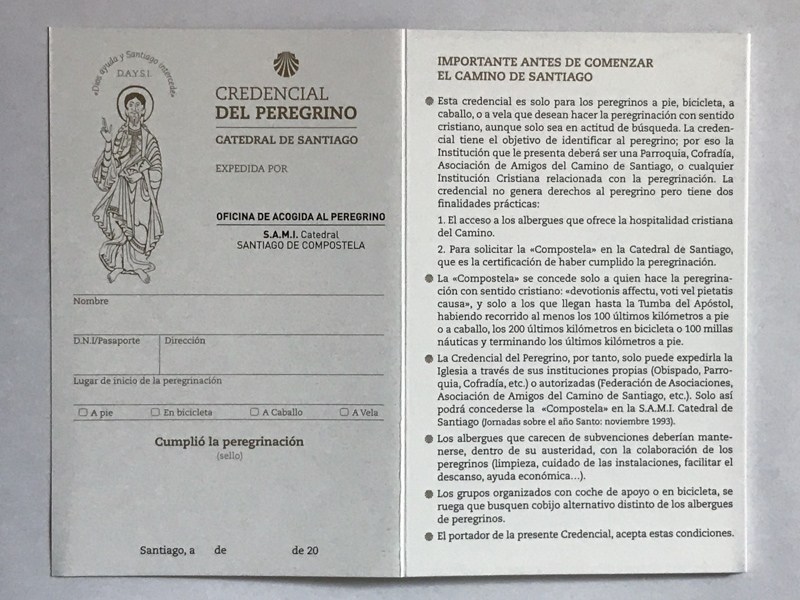 «Dios ayuda y Santiago intercede»
D.A.Y.S.I.
CREDENCIAL
DEL PEREGRINO
CATEDRAL DE SANTIAGO
EXPEDIDA POR
OFICINA DE ACOGIDA AL PEREGRINO
S.A.M.I. Catedral
SANTIAGO DE COMPOSTELA
Nombre
D.N.I/Pasaporte
Dirección
Lugar de inicio de la peregrinación
A pie En bicicleta A Caballo A Vela
Cumplió la peregrinación
(sello)
Santiago, a de de 20
IMPORTANTE ANTES DE COMENZAR
EL CAMINO DE SANTIAGO
Esta credencial es solo para los peregrinos a pie, bicicleta, a
caballo, o a vela que desean hacer la peregrinación con sentido
cristiano, aunque solo sea en actitud de búsqueda. La creden-
cial tiene el objetivo de identificar al peregrino; por eso la
Institución que le presenta deberá ser una Parroquia, Cofradía,
Asociación de Amigos del Camino de Santiago, o cualquier
Institución Cristiana relacionada con la peregrinación. La
credencial no genera derechos al peregrino pero tiene dos
finalidades prácticas:
1. El acceso a los albergues que ofrece la hospitalidad cristiana
del Camino.
2. Para solicitar la «Compostela» en la Catedral de Santiago,
que es la certificación de haber cumplido la peregrinación.
La «Compostela» se concede solo a quien hace la peregrina-
ción con sentido cristiano: «devotionis affectu, voti vel pietatis
causa», y solo a los que llegan hasta la Tumba del Apóstol,
habiendo recorrido al menos los 100 últimos kilómetros a pie
o a caballo, los 200 últimos kilómetros en bicicleta o 100 millas
náuticas y terminando los últimos kilómetros a pie.
La Credencial del Peregrino, por tanto, solo puede expedirla la
Iglesia a través de sus instituciones propias (Obispado, Parro-
quia, Cofradía, etc.) o autorizadas (Federación de Asociaciones,
Asociación de Amigos del Camino de Santiago, etc.). Solo así
podrá concederse la «Compostela» en la S.A.M.I. Catedral de
Santiago (Jornadas sobre el año Santo: noviembre 1993).
Los albergues que carecen de subvenciones deberían mante-
nerse, dentro de su austeridad, con la colaboración de los
peregrinos (limpieza, cuidado de las instalaciones, facilitar el
descanso, ayuda económica...).
Los grupos organizados con coche de apoyo o en bicicleta, se
ruega que busquen cobijo alternativo distinto de los albergues
de peregrinos.
El portador de la presente Credencial, acepta estas condiciones.